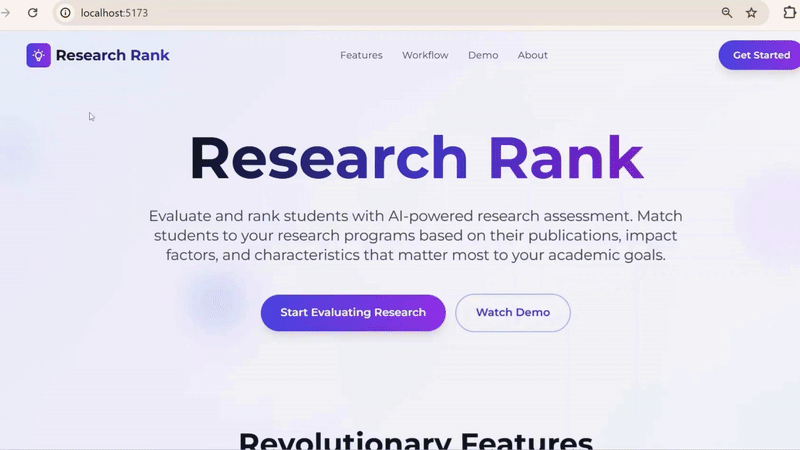 localhost:5173
Research Rank
Features
Workflow
Demo
About
Get Started
Research Rank
Evaluate and rank students with AI-powered research assessment. Match
students to your research programs based on their publications, impact
factors, and characteristics that matter most to your academic goals.
Start Evaluating Research
Watch Demo
Revolutionary Features